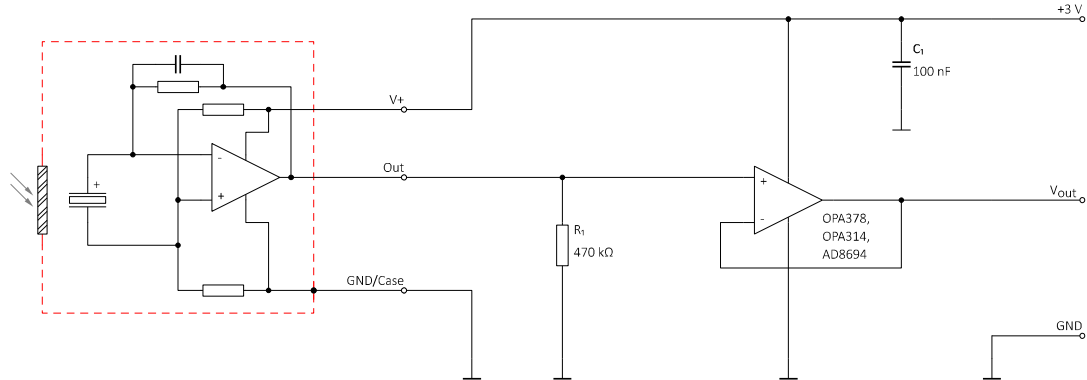 +3 V
C₁
100 nF
V+
-
+
+
Out
+
-
Vout
OPA378,
OPA314,
AD8694
R₁
470 kΩ
GND/Case
GND